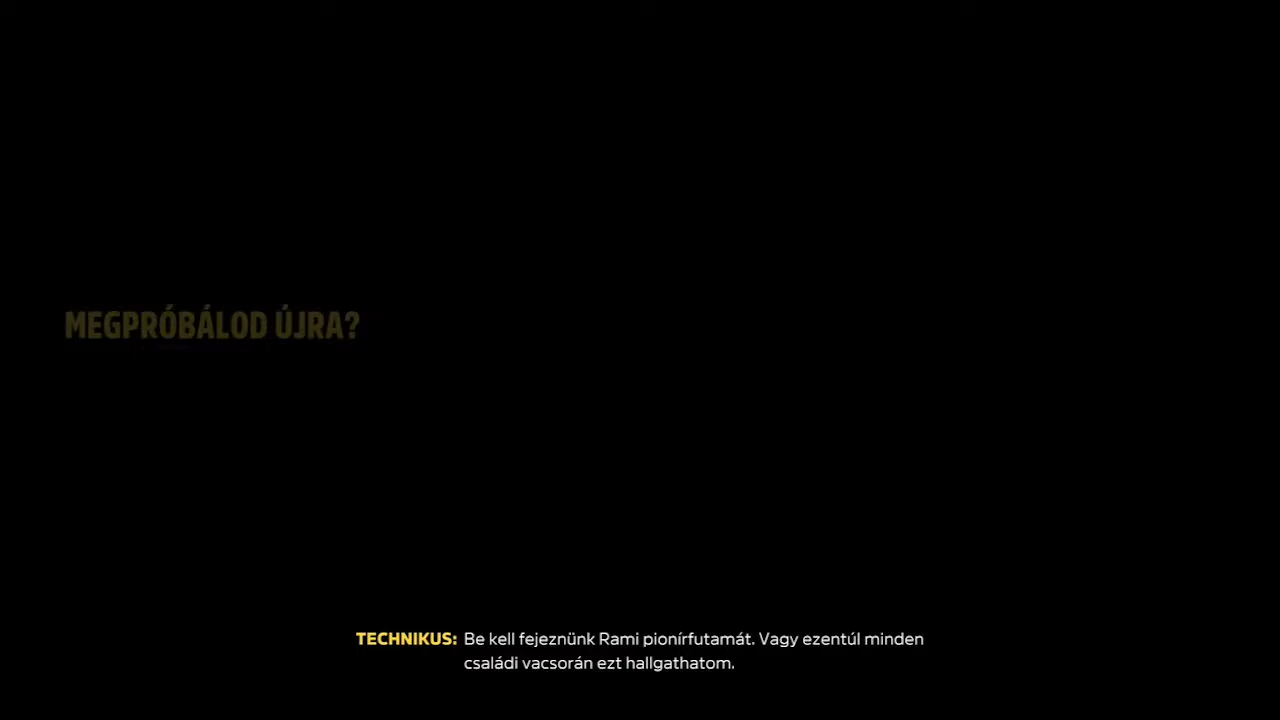 MEGPRÓBÁLOD ÚJRA?
TECHNIKUS: Be kell fejeznünk Rami pionírfutamát. Vagy ezentúl minden
családi vacsorán ezt hallgathatom.